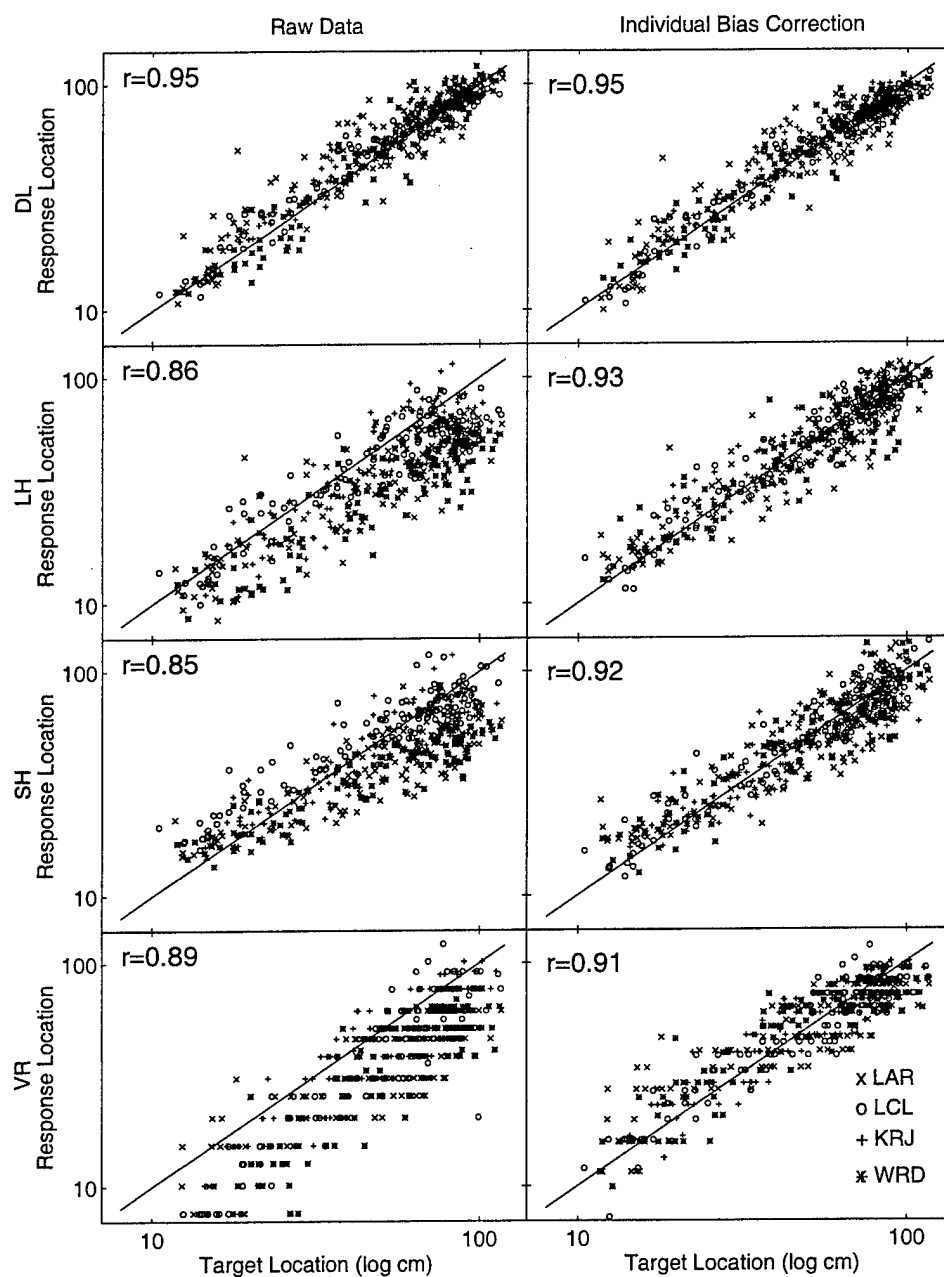 Raw Data
Individual Bias Correction
DL
Response Location
100
10
r=0.95
r=0.95
LH
Response Location
100
10
r=0.86
r=0.93
SH
Response Location
100
10
r=0.85
r=0.92
VR
Response Location
100
10
r=0.89
r=0.91
x LAR
o LCL
+ KRJ
* WRD
10
100
10
100
Target Location (log cm)
Target Location (log cm)